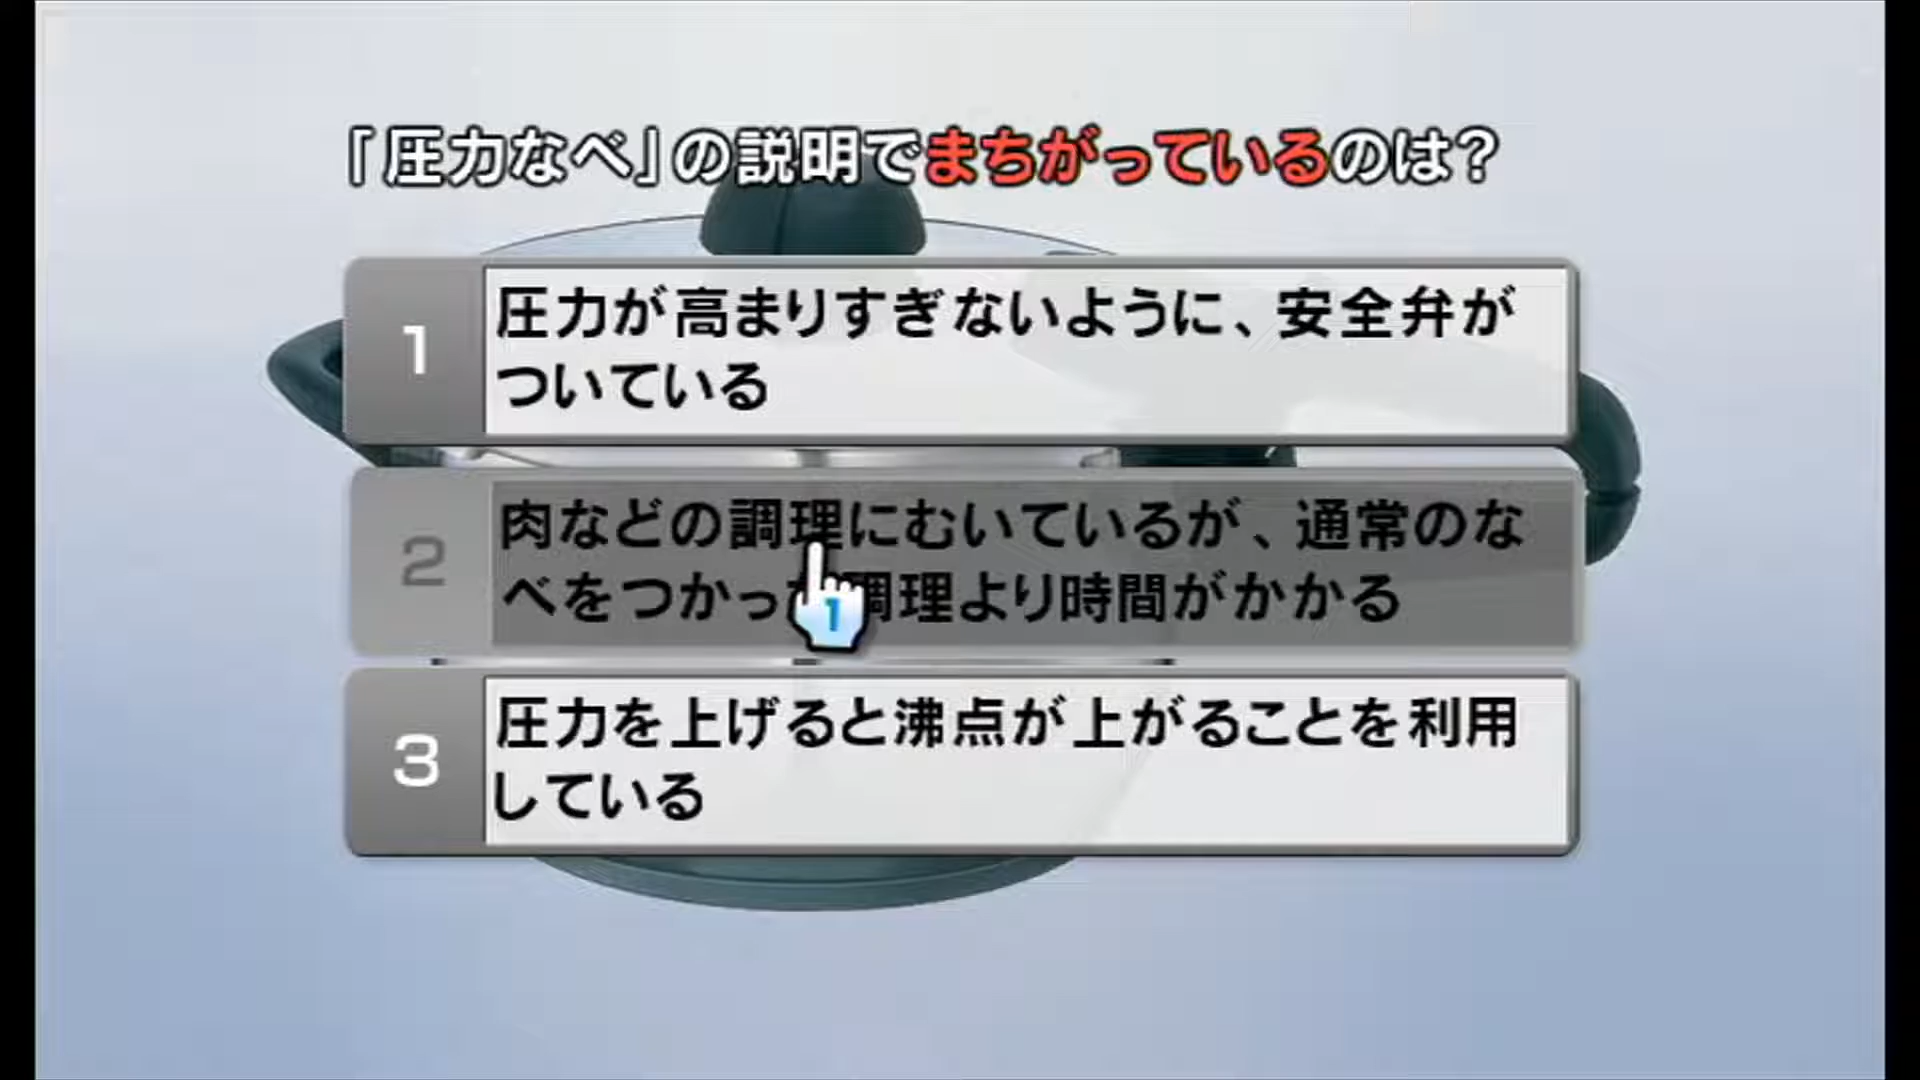 「圧力なべ」の説明でまちがっているのは？
1
圧力が高まりすぎないように、安全弁が
ついている
2
肉などの調理にむいているが、通常のな
べをつかった調理より時間がかかる
1
3
圧力を上げると沸点が上がることを利用
している